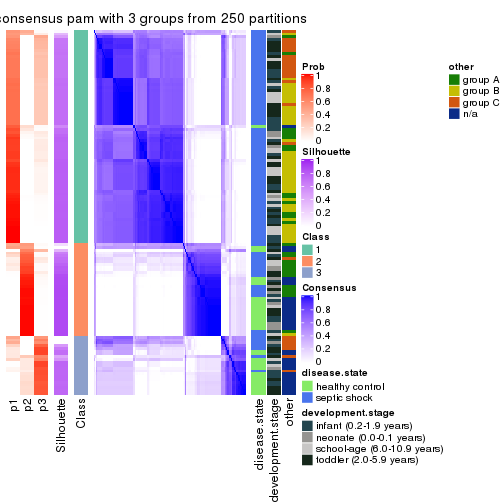 consensus pam with 3 groups from 250 partitions
Prob
1
0.8
0.6
0.4
0.2
0
Silhouette
1
0.8
0.6
0.4
0.2
0
Class
1
2
3
Consensus
1
0.8
0.6
0.4
0.2
0
disease.state
healthy control
septic shock
development.stage
infant (0.2-1.9 years)
neonate (0.0-0.1 years)
school-age (6.0-10.9 years)
toddler (2.0-5.9 years)
other
group A
group B
group C
n/a
p1
p2
p3
Silhouette
Class
disease.state
development.stage
other